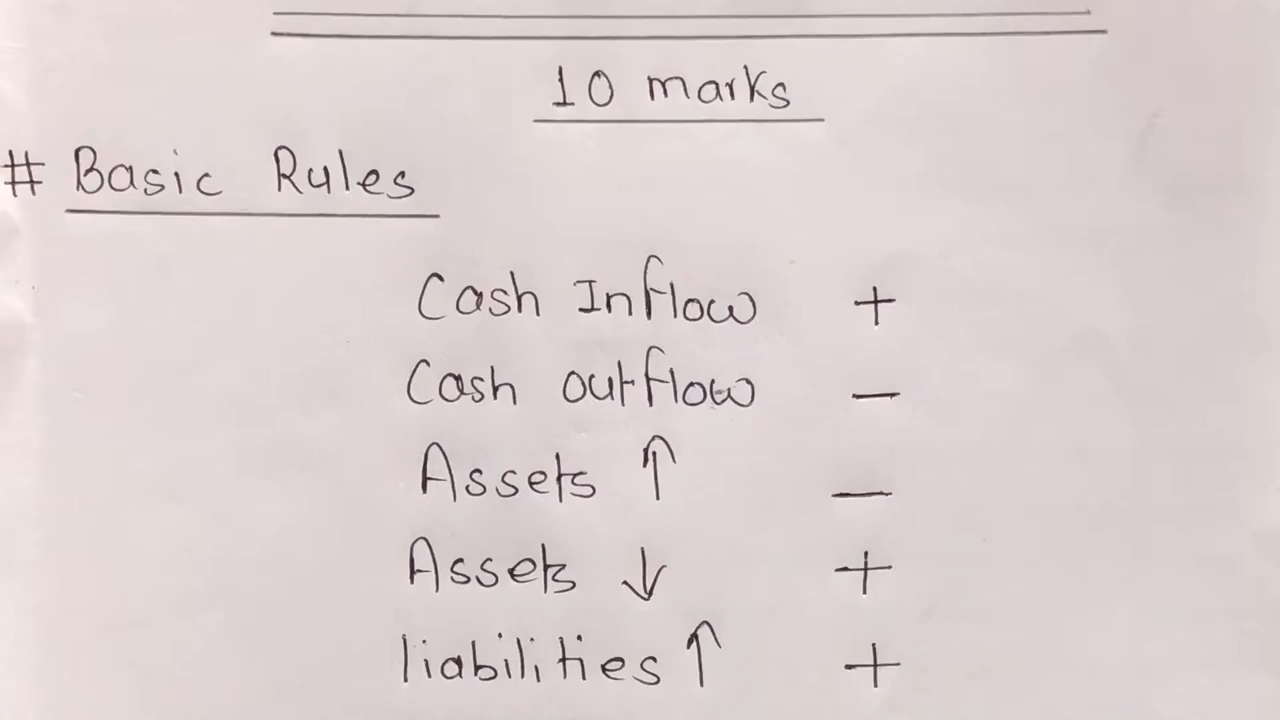 10 marks
# Basic Rules
Cash Inflow +
Cash outflow —
Assets ↑ —
Assets ↓ +
liabilities ↑ +